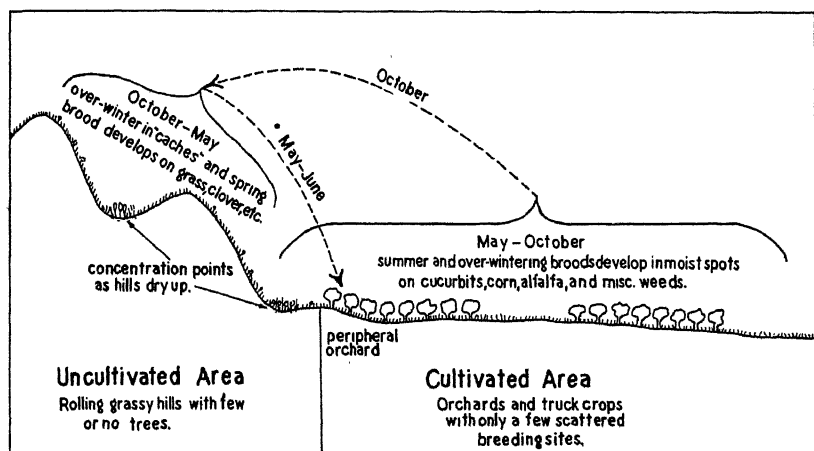 October
October–May
over-winter in "caches" and spring
brood develops on grass, clover, etc.
May–June
May – October
summer and over-wintering broods develop in moist spots
on cucurbits, corn, alfalfa, and misc. weeds.
concentration points
as hills dry up.
peripheral
orchard
Uncultivated Area
Rolling grassy hills with few
or no trees.
Cultivated Area
Orchards and truck crops
with only a few scattered
breeding sites.